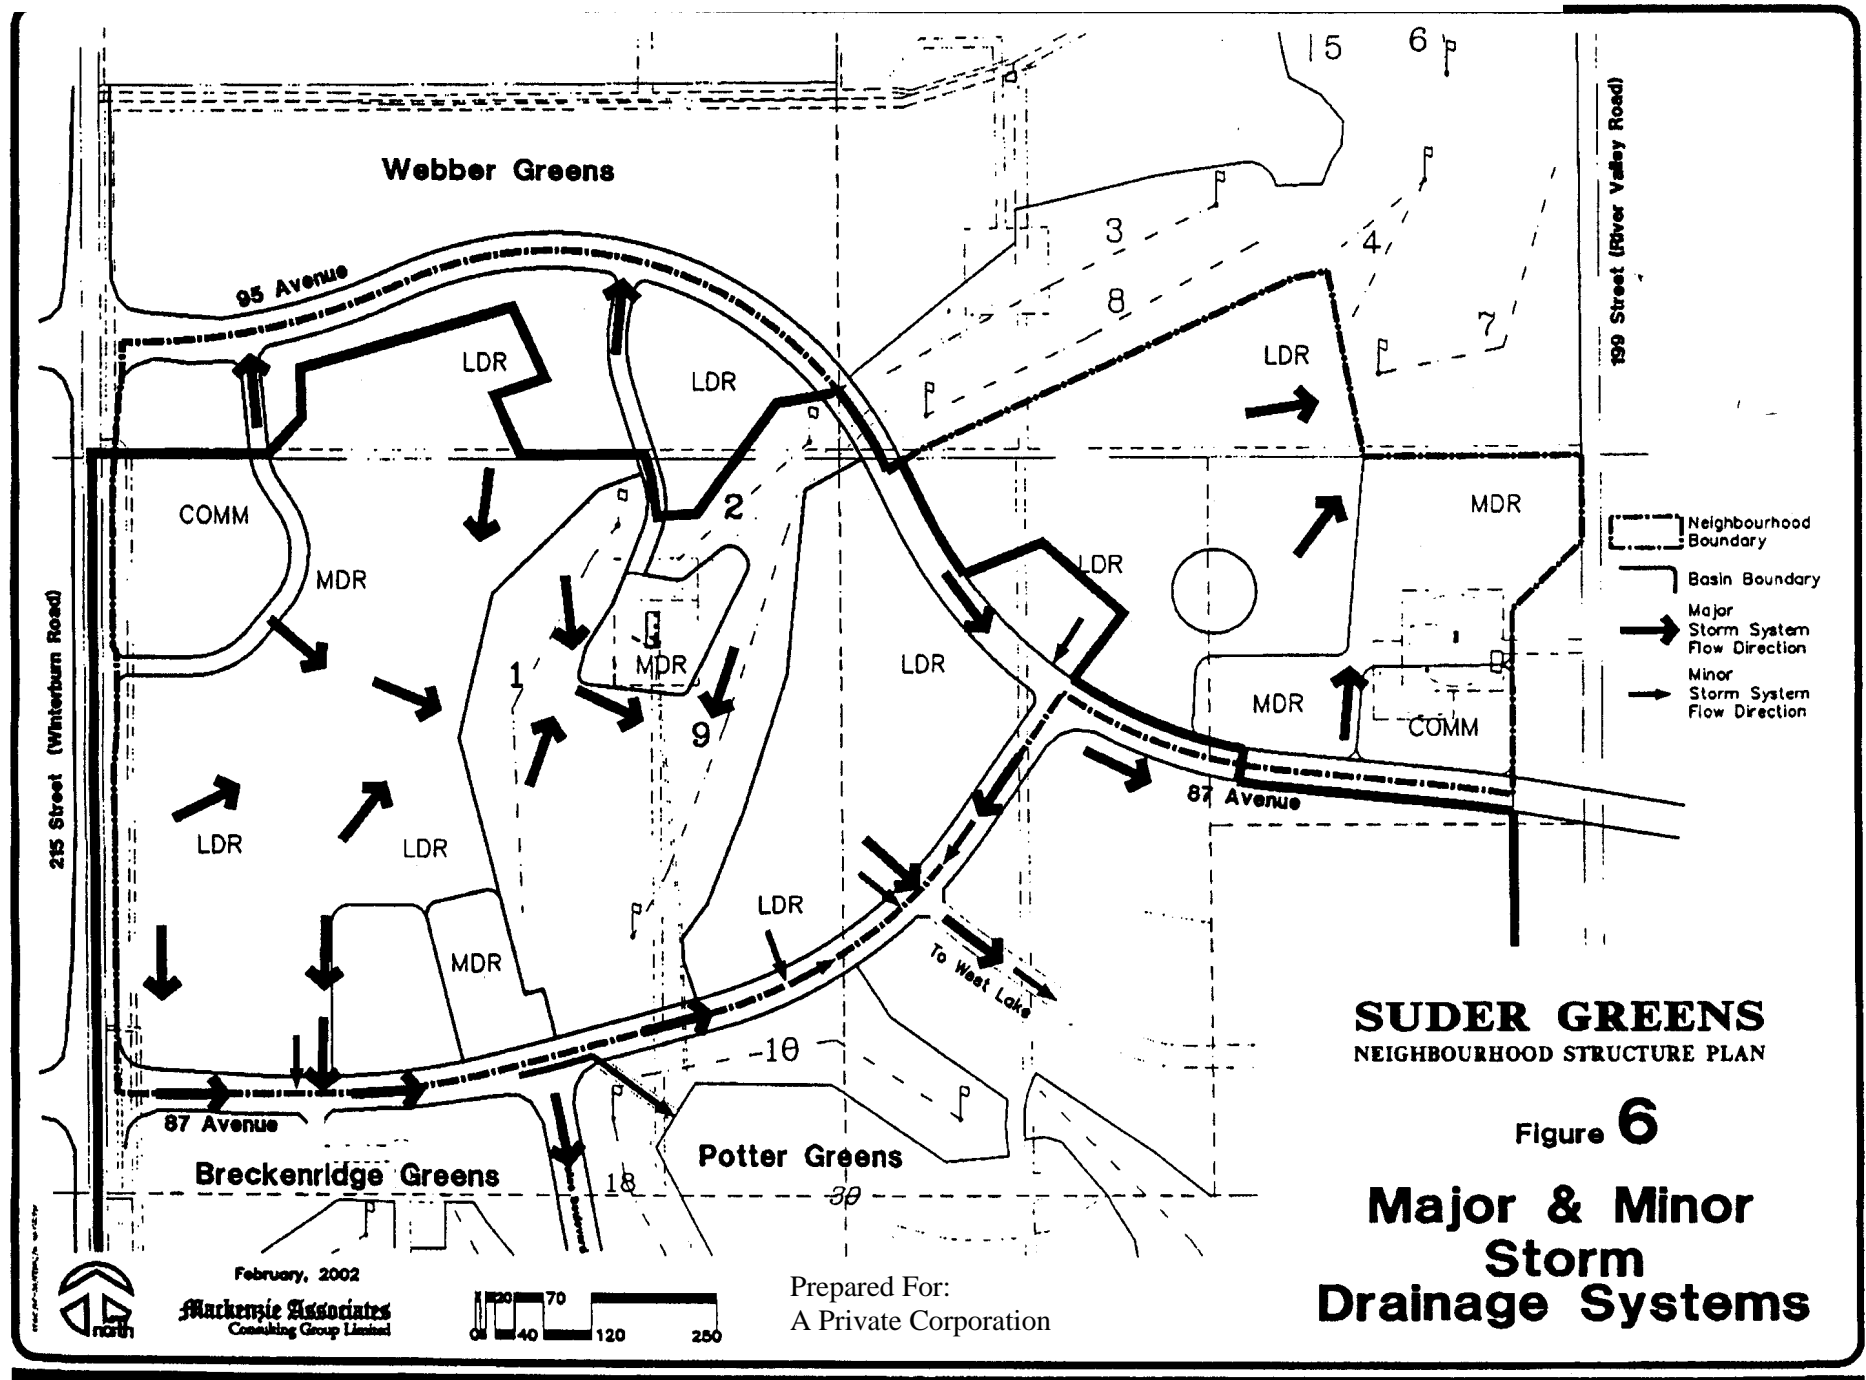 5
6
Webber Greens
199 Street (River Valley Road)
3
4
95 Avenue
8
7
LDR
LDR
LDR
COMM
2
MDR
LDR
MDR
Neighbourhood
Boundary
Basin Boundary
Major
Storm System
Flow Direction
Minor
Storm System
Flow Direction
215 Street (Winterburn Road)
1
MDR
LDR
MDR
COMM
9
87 Avenue
LDR
LDR
LDR
MDR
To West Lake
10
87 Avenue
Breckenridge Greens
Potter Greens
18
30
SUDER GREENS
NEIGHBOURHOOD STRUCTURE PLAN
Figure 6
Major & Minor
Storm
Drainage Systems
north
February, 2002
Mackenzie Associates
Consulting Group Limited
20 70
0 40 120 250
Prepared For:
A Private Corporation